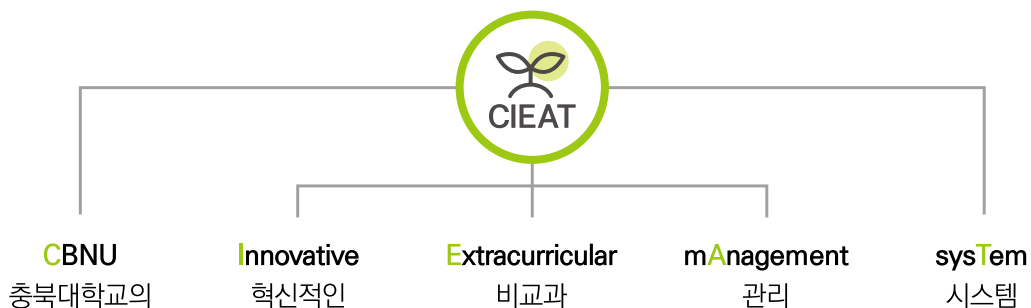 CIEAT
CBNU Innovative Extracurricular mAnagement sysTem
충북대학교의 혁신적인 비교과 관리 시스템